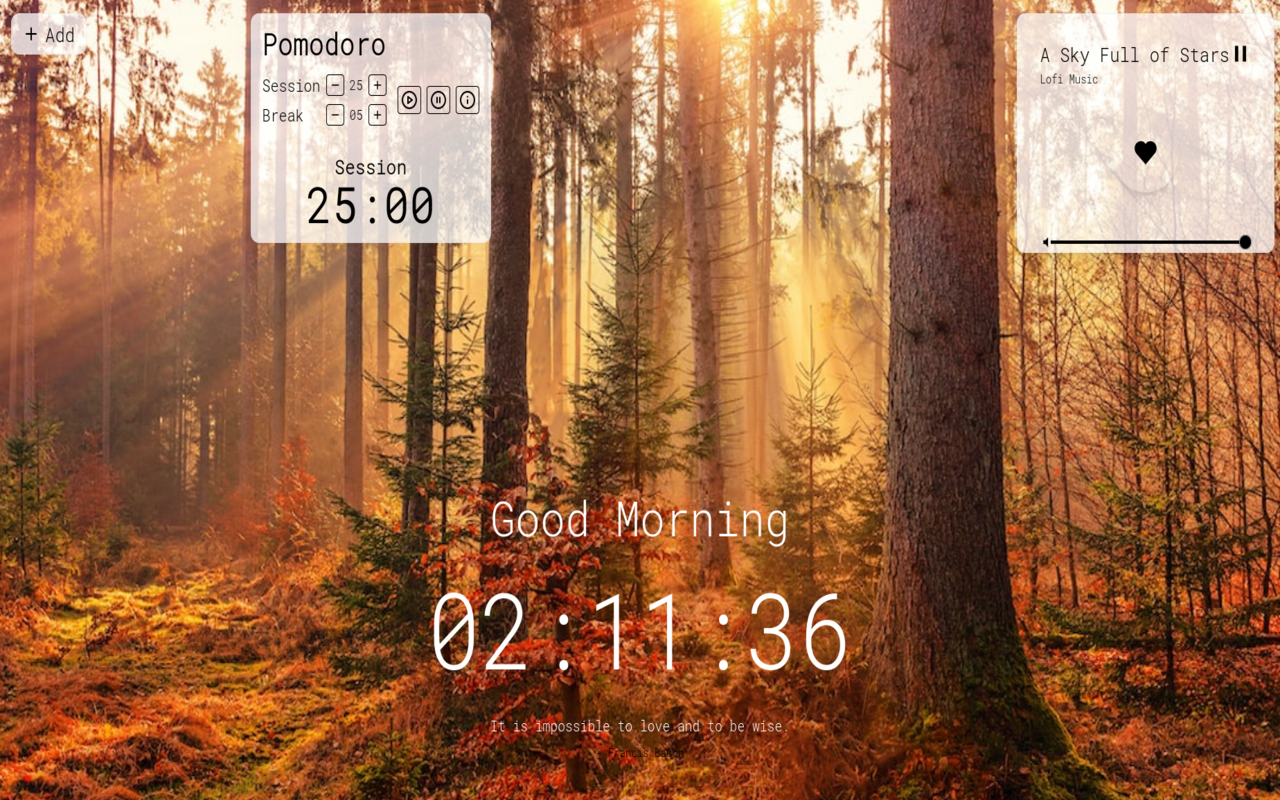 + Add
Pomodoro
Session − 25 +
Break − 05 +
Session
25:00
A Sky Full of Stars
Lofi Music
Good Morning
02:11:36
It is impossible to love and to be wise.